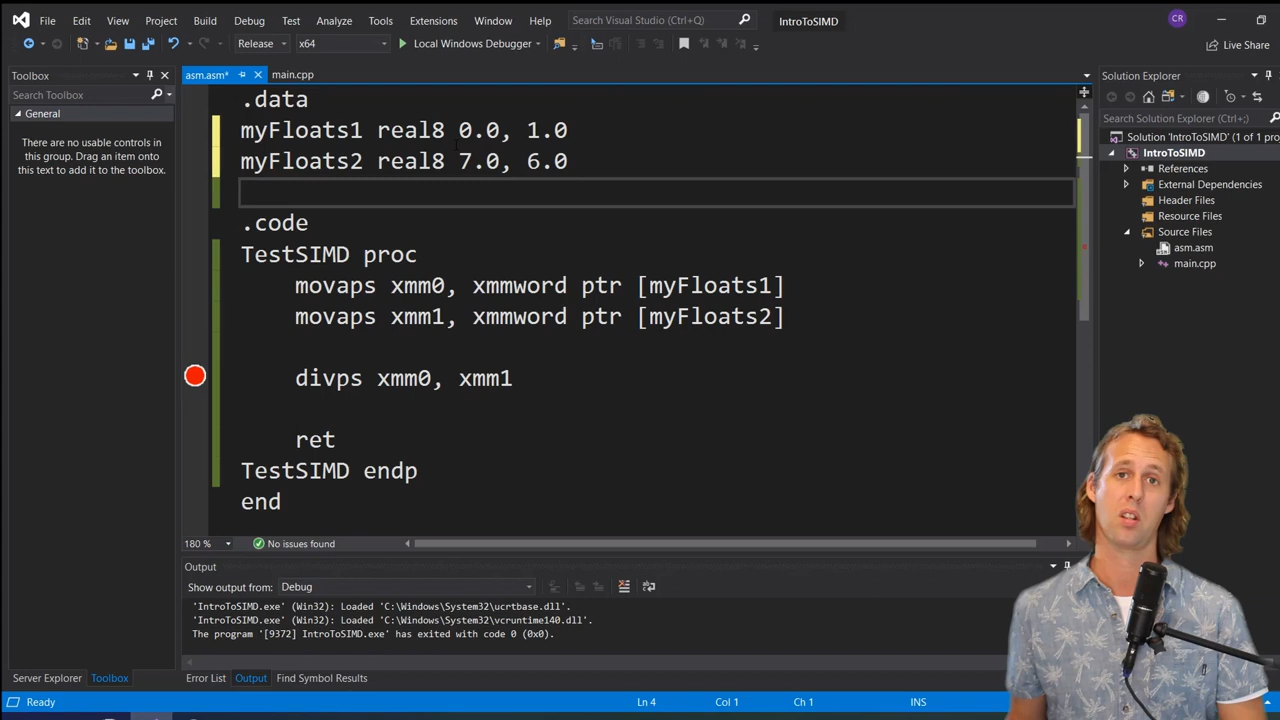 File Edit View Project Build Debug Test Analyze Tools Extensions Window Help Search Visual Studio (Ctrl+Q) IntroToSIMD CR
Release x64 Local Windows Debugger Live Share
Toolbox
Search Toolbox
General
There are no usable controls in
this group. Drag an item onto
this text to add it to the toolbox.
asm.asm* main.cpp
.data
myFloats1 real8 0.0, 1.0
myFloats2 real8 7.0, 6.0
.code
TestSIMD proc
movaps xmm0, xmmword ptr [myFloats1]
movaps xmm1, xmmword ptr [myFloats2]
divps xmm0, xmm1
ret
TestSIMD endp
end
180 % No issues found
Output
Show output from: Debug
'IntroToSIMD.exe' (Win32): Loaded 'C:\Windows\System32\ucrtbase.dll'.
'IntroToSIMD.exe' (Win32): Loaded 'C:\Windows\System32\vcruntime140.dll'.
The program '[9372] IntroToSIMD.exe' has exited with code 0 (0x0).
Solution Explorer
Search Solution Explorer (Ctrl+;)
Solution 'IntroToSIMD' (1 of 1 pro
IntroToSIMD
References
External Dependencies
Header Files
Resource Files
Source Files
asm.asm
main.cpp
Server Explorer Toolbox Error List Output Find Symbol Results
Ready Ln 4 Col 1 Ch 1 INS